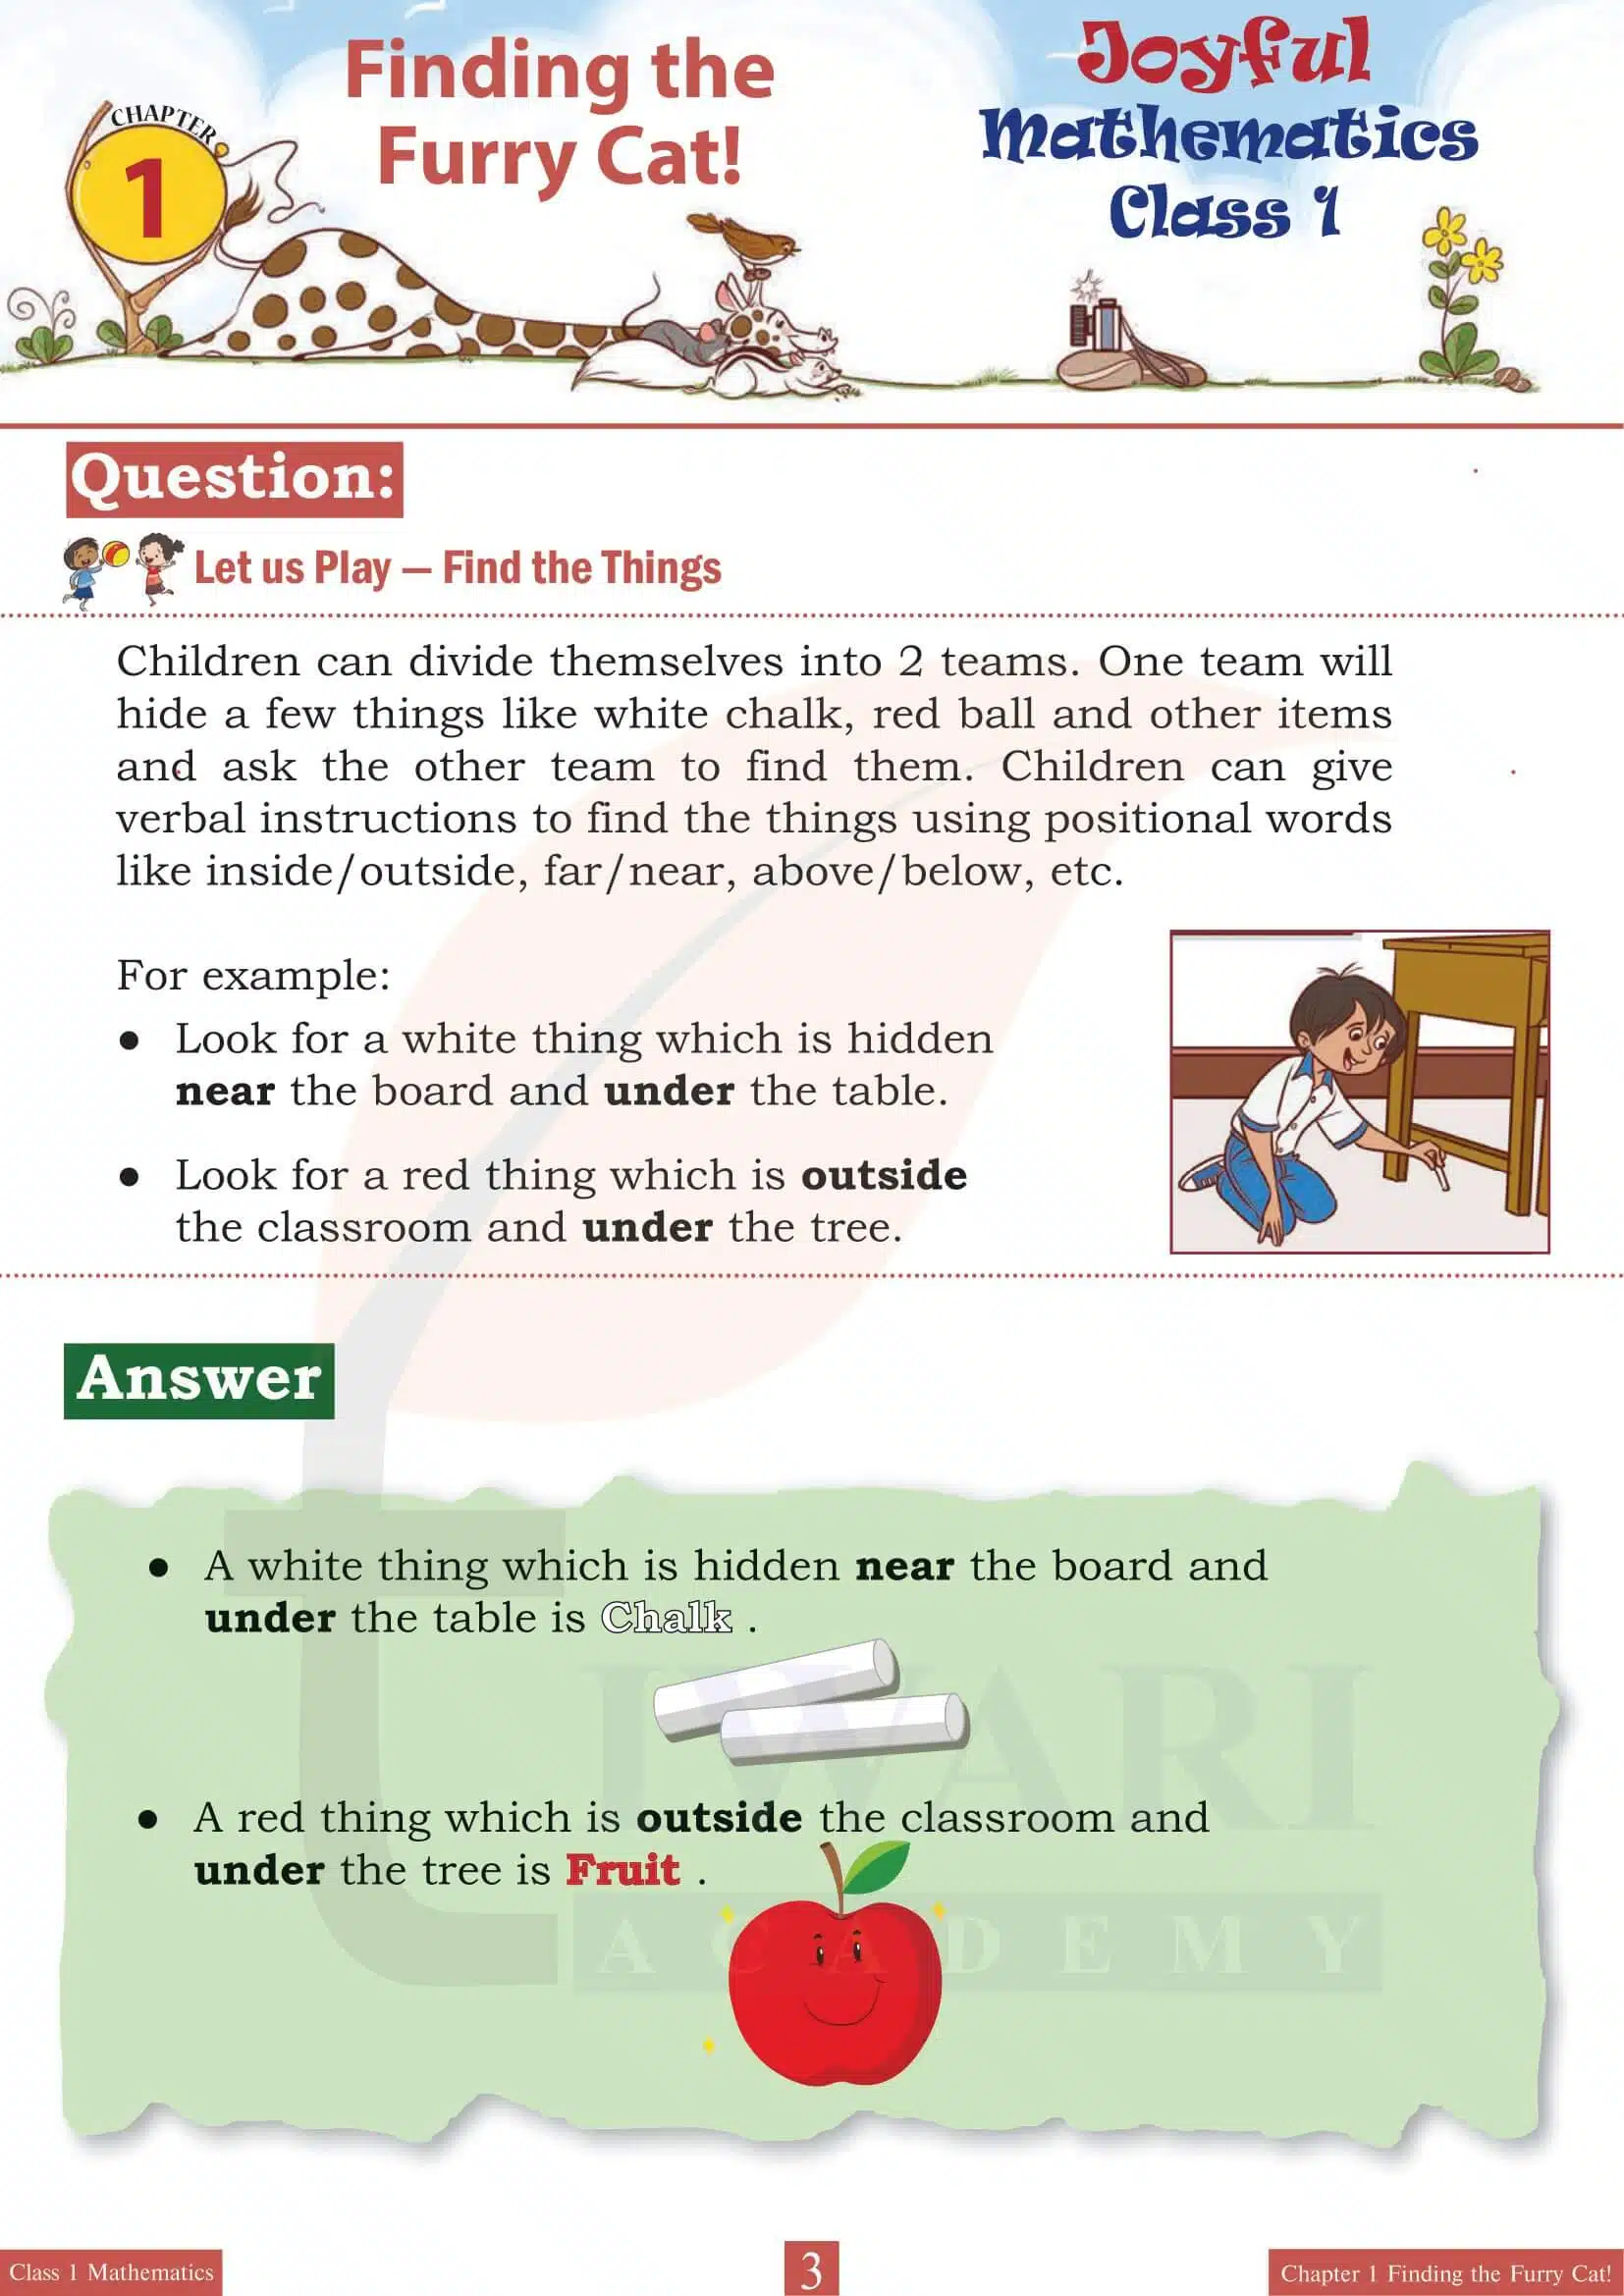 Finding the
Furry Cat!
CHAPTER
1
Joyful
Mathematics
Class 1
Question:
Let us Play — Find the Things
Children can divide themselves into 2 teams. One team will
hide a few things like white chalk, red ball and other items
and ask the other team to find them. Children can give
verbal instructions to find the things using positional words
like inside/outside, far/near, above/below, etc.
For example:
● Look for a white thing which is hidden
near the board and under the table.
● Look for a red thing which is outside
the classroom and under the tree.
Answer
● A white thing which is hidden near the board and
under the table is Chalk .
● A red thing which is outside the classroom and
under the tree is Fruit .
TIWARI
ACADEMY
Class 1 Mathematics
3
Chapter 1 Finding the Furry Cat!